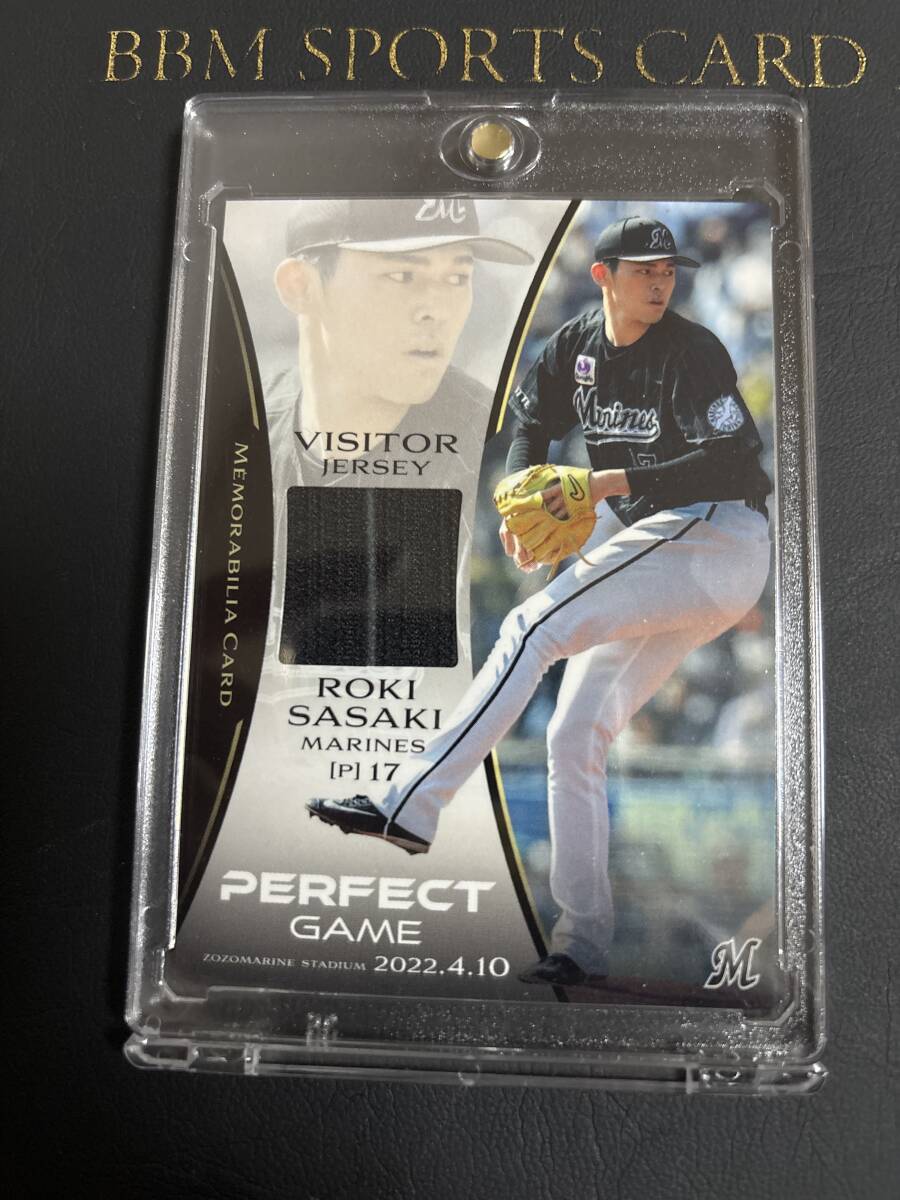 BBM SPORTS CARD
M
M
Marines
VISITOR
JERSEY
MEMORABILIA CARD
ROKI
SASAKI
MARINES
[P] 17
PERFECT
GAME
ZOZOMARINE STADIUM 2022.4.10
M